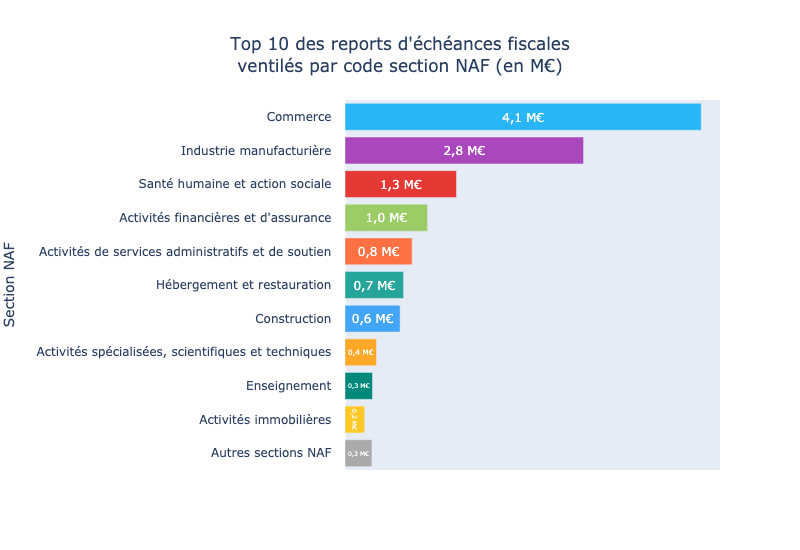 Top 10 des reports d'échéances fiscales
ventilés par code section NAF (en M€)
Section NAF
Commerce
4,1 M€
Industrie manufacturière
2,8 M€
Santé humaine et action sociale
1,3 M€
Activités financières et d'assurance
1,0 M€
Activités de services administratifs et de soutien
0,8 M€
Hébergement et restauration
0,7 M€
Construction
0,6 M€
Activités spécialisées, scientifiques et techniques
0,4 M€
Enseignement
0,3 M€
Activités immobilières
0,2 M€
Autres sections NAF
0,3 M€